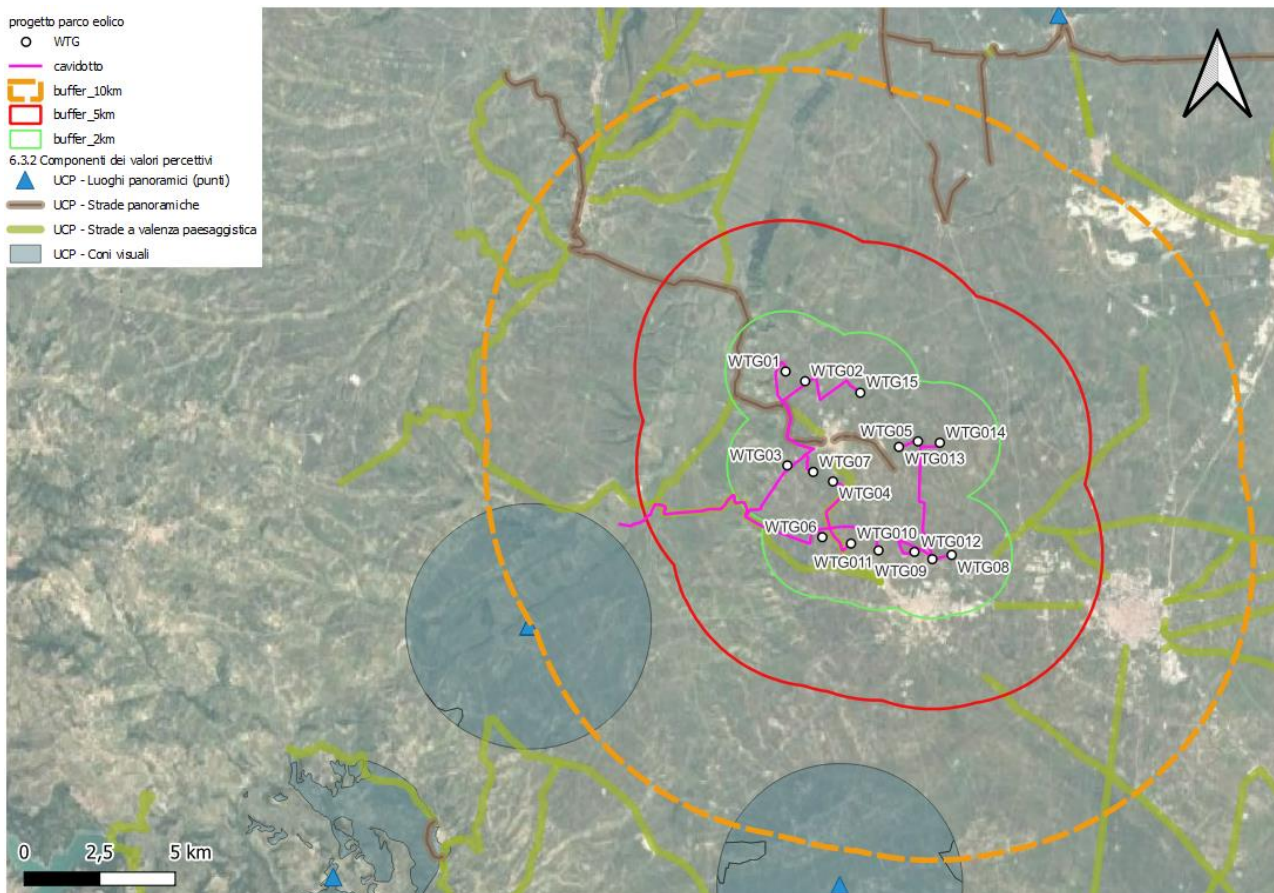 progetto parco eolico
WTG
cavidotto
buffer_10km
buffer_5km
buffer_2km
6.3.2 Componenti dei valori percettivi
UCP - Luoghi panoramici (punti)
UCP - Strade panoramiche
UCP - Strade a valenza paesaggistica
UCP - Coni visuali
WTG01
WTG02
WTG15
WTG05
WTG014
WTG013
WTG03
WTG07
WTG04
WTG06
WTG010
WTG012
WTG011
WTG09
WTG08
0 2,5 5 km